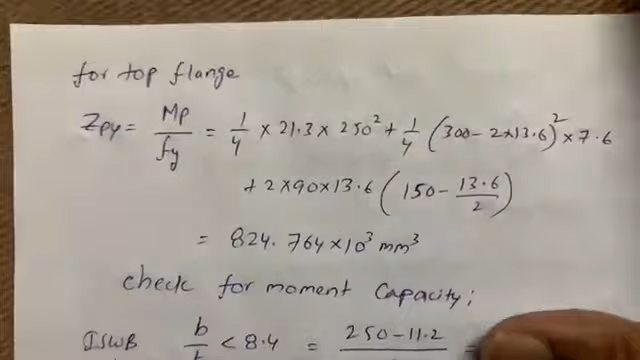 for top flange
Zpy = Mp/fy = 1/4 × 21.3 × 250² + 1/4 (300 - 2×13.6)² × 7.6
+ 2×90×13.6 (150 - 13.6/2)
= 824.764×10³ mm³
check for moment capacity;
ISWB b/t < 8.4 = 250-11.2